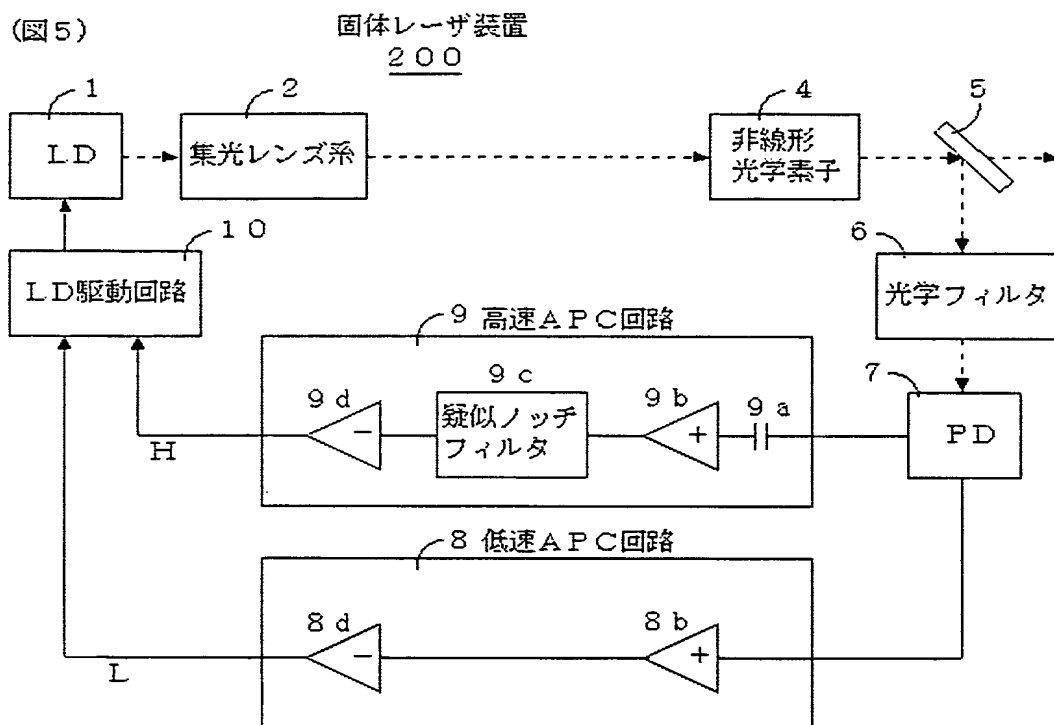 (図5)
固体レーザ装置
200
1
2
4
5
LD
集光レンズ系
非線形
光学素子
10
6
LD駆動回路
光学フィルタ
9 高速APC回路
7
9c
9d
疑似ノッチ
フィルタ
9b
9a
PD
−
+
H
8 低速APC回路
8d
8b
−
+
L